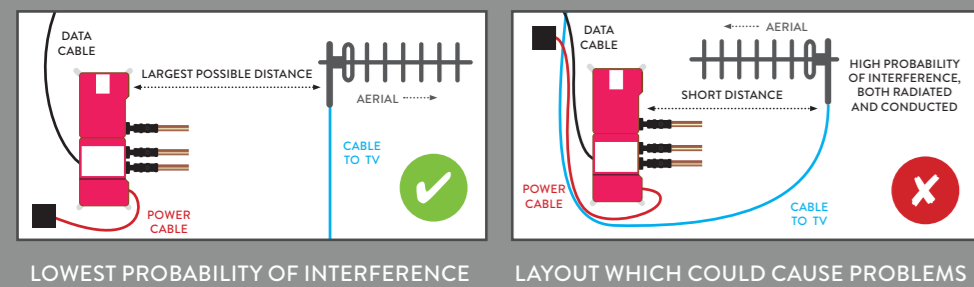 DATA
CABLE
LARGEST POSSIBLE DISTANCE
AERIAL
CABLE
TO TV
POWER
CABLE
LOWEST PROBABILITY OF INTERFERENCE
DATA
CABLE
AERIAL
HIGH PROBABILITY
OF INTERFERENCE,
BOTH RADIATED
AND CONDUCTED
SHORT DISTANCE
POWER
CABLE
CABLE
TO TV
LAYOUT WHICH COULD CAUSE PROBLEMS